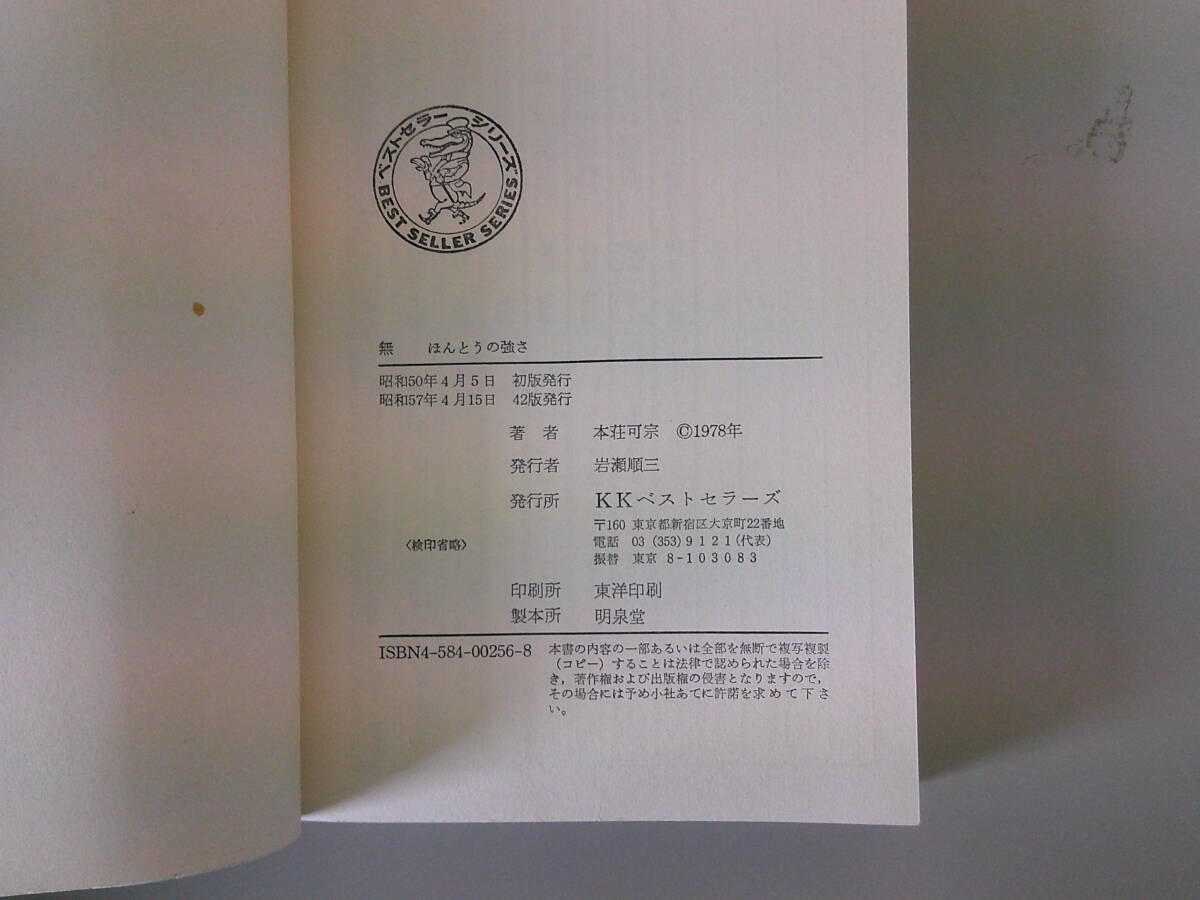 ベストセラーシリーズ
BEST SELLER SERIES
無　ほんとうの強さ
昭和50年4月5日　初版発行
昭和57年4月15日　42版発行
著　者　本荘可宗　©1978年
発行者　岩瀬順三
発行所　KKベストセラーズ
〒160 東京都新宿区大京町22番地
電話 03 (353) 9121 (代表)
振替 東京 8-103083
〈検印省略〉
印刷所　東洋印刷
製本所　明泉堂
ISBN4-584-00256-8
本書の内容の一部あるいは全部を無断で複写複製
(コピー) することは法律で認められた場合を除
き，著作権および出版権の侵害となりますので，
その場合には予め小社あてに許諾を求めて下さ
い。